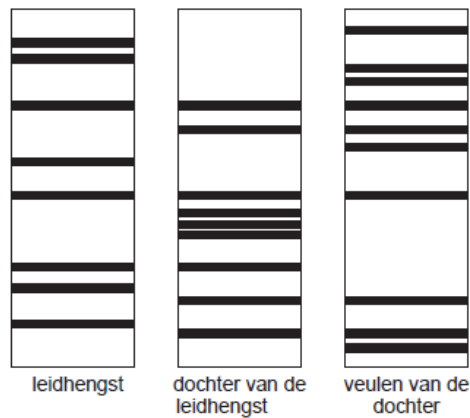 leidhengst
dochter van de
leidhengst
veulen van de
dochter